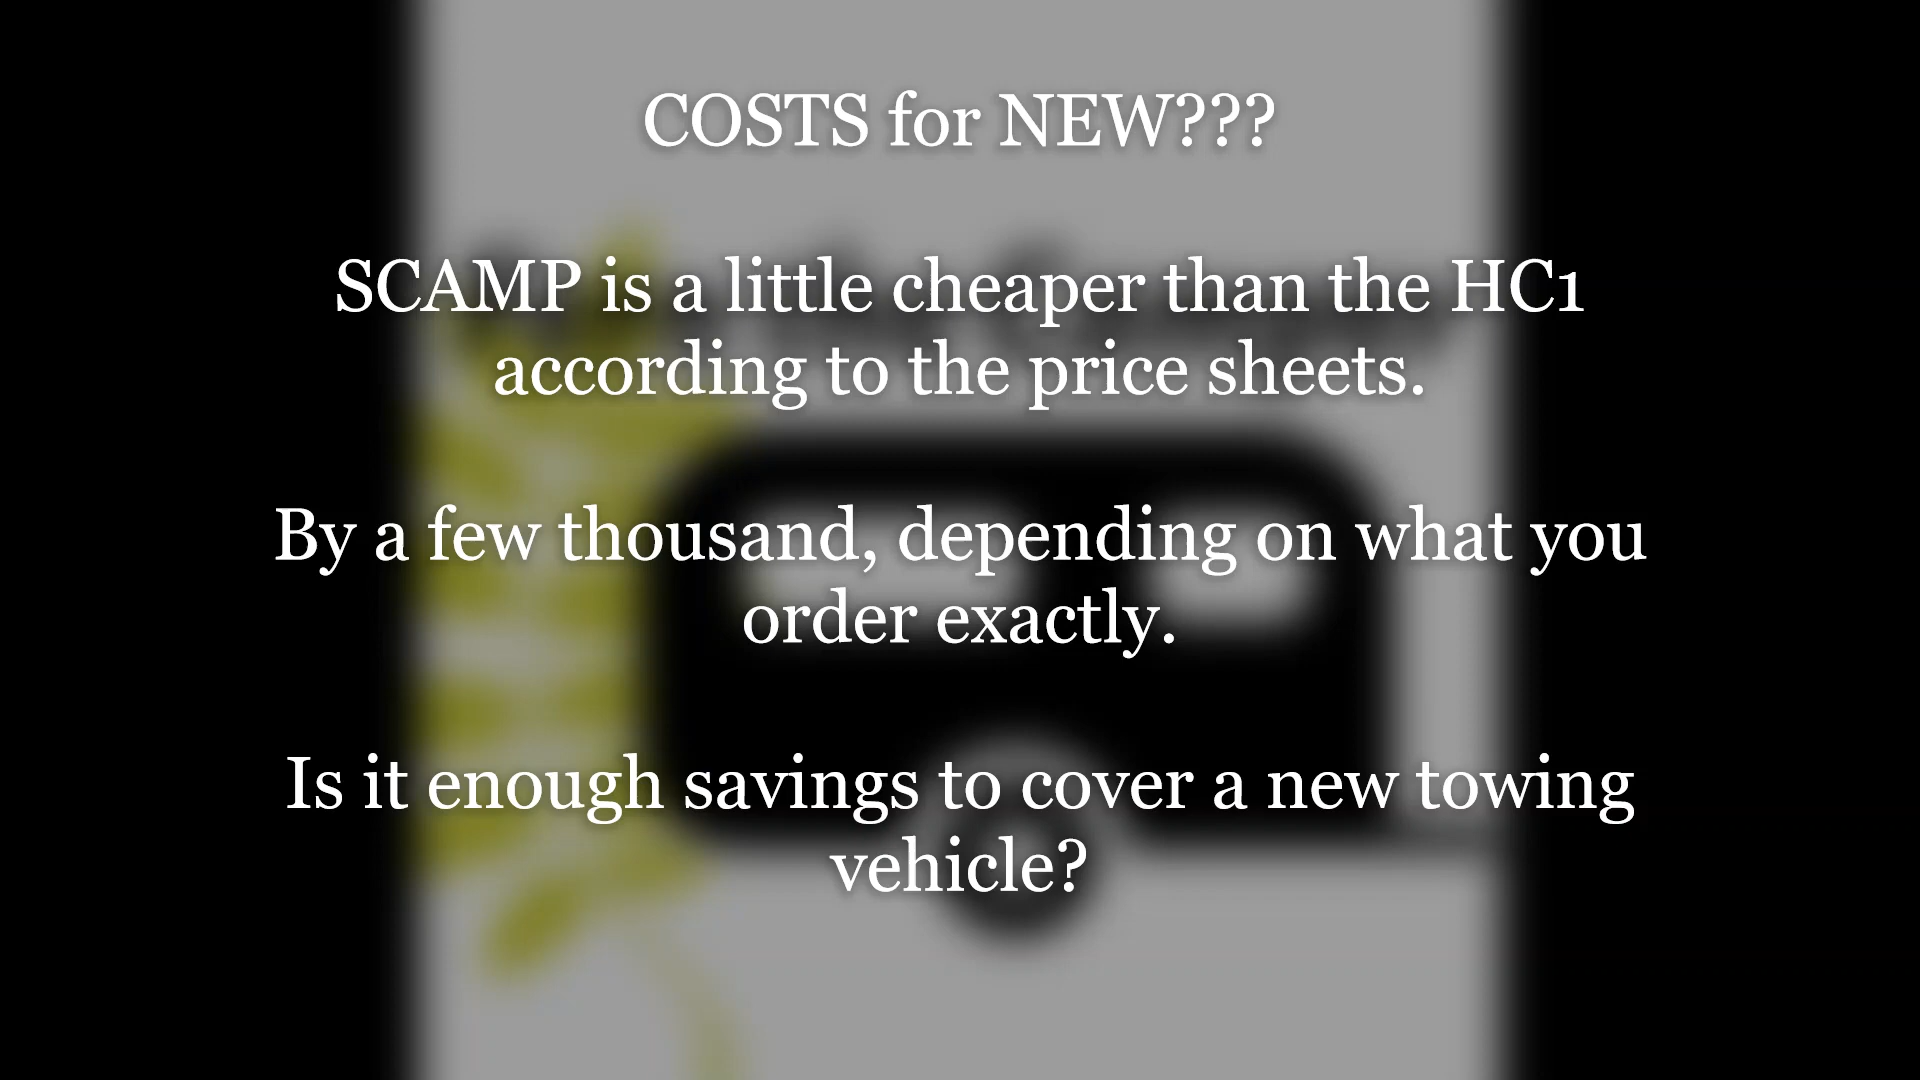 COSTS for NEW???
SCAMP is a little cheaper than the HC1
according to the price sheets.
By a few thousand, depending on what you
order exactly.
Is it enough savings to cover a new towing
vehicle?